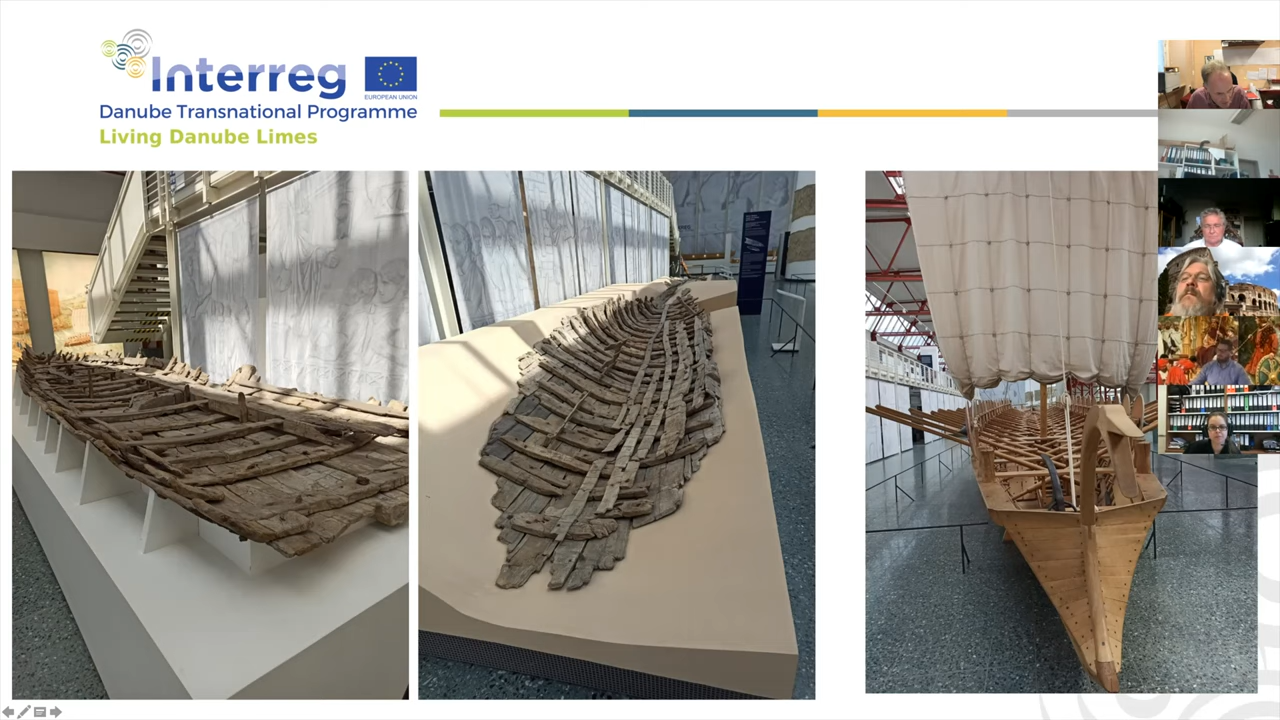 Interreg
EUROPEAN UNION
Danube Transnational Programme
Living Danube Limes